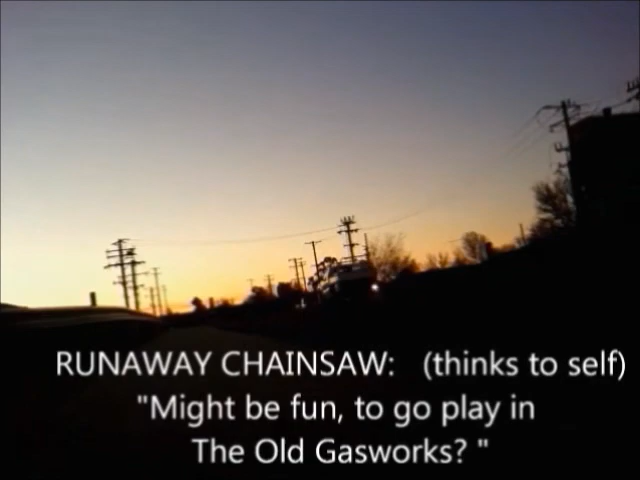 RUNAWAY CHAINSAW: (thinks to self)
"Might be fun, to go play in
The Old Gasworks? "